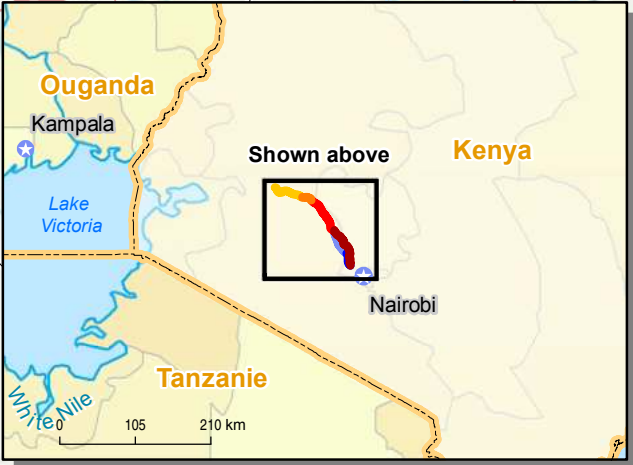 Ouganda
Kampala
Shown above
Kenya
Lake
Victoria
Nairobi
Tanzanie
White Nile
0 105 210 km